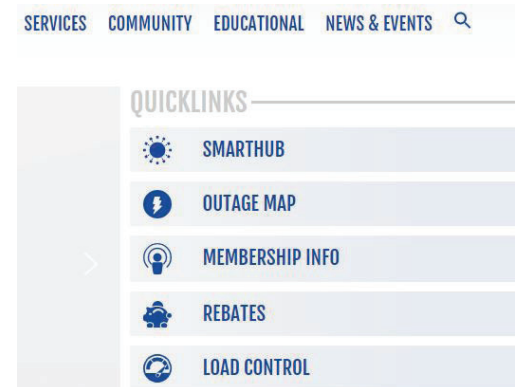 SERVICES COMMUNITY EDUCATIONAL NEWS & EVENTS
QUICKLINKS
SMARTHUB
OUTAGE MAP
MEMBERSHIP INFO
REBATES
LOAD CONTROL